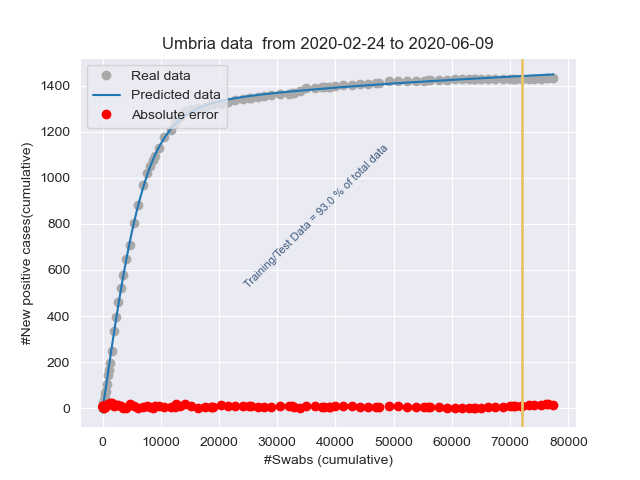 Umbria data  from 2020-02-24 to 2020-06-09
Real data
Predicted data
Absolute error
Training/Test Data = 93.0 % of total data
#New positive cases(cumulative)
1400
1200
1000
800
600
400
200
0
0 10000 20000 30000 40000 50000 60000 70000 80000
#Swabs (cumulative)